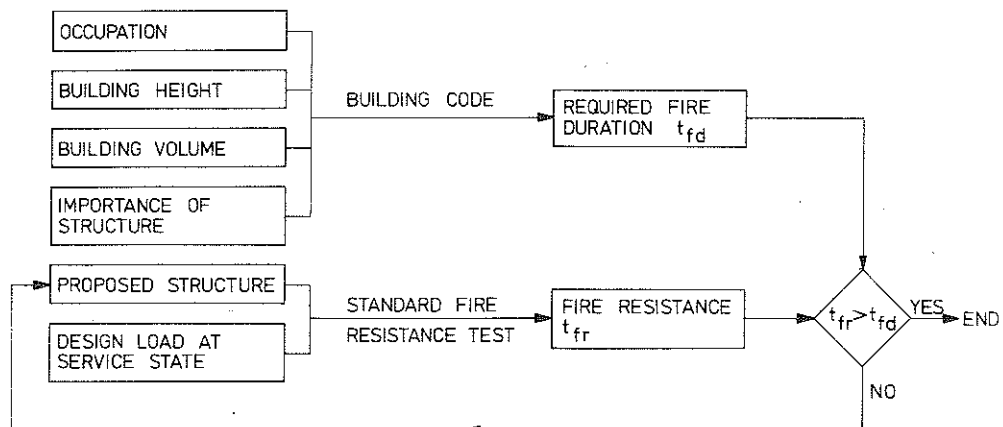 OCCUPATION
BUILDING HEIGHT
BUILDING VOLUME
IMPORTANCE OF
STRUCTURE
BUILDING CODE
REQUIRED FIRE
DURATION t_fd
PROPOSED STRUCTURE
DESIGN LOAD AT
SERVICE STATE
STANDARD FIRE
RESISTANCE TEST
FIRE RESISTANCE
t_fr
t_fr > t_fd
YES
END
NO